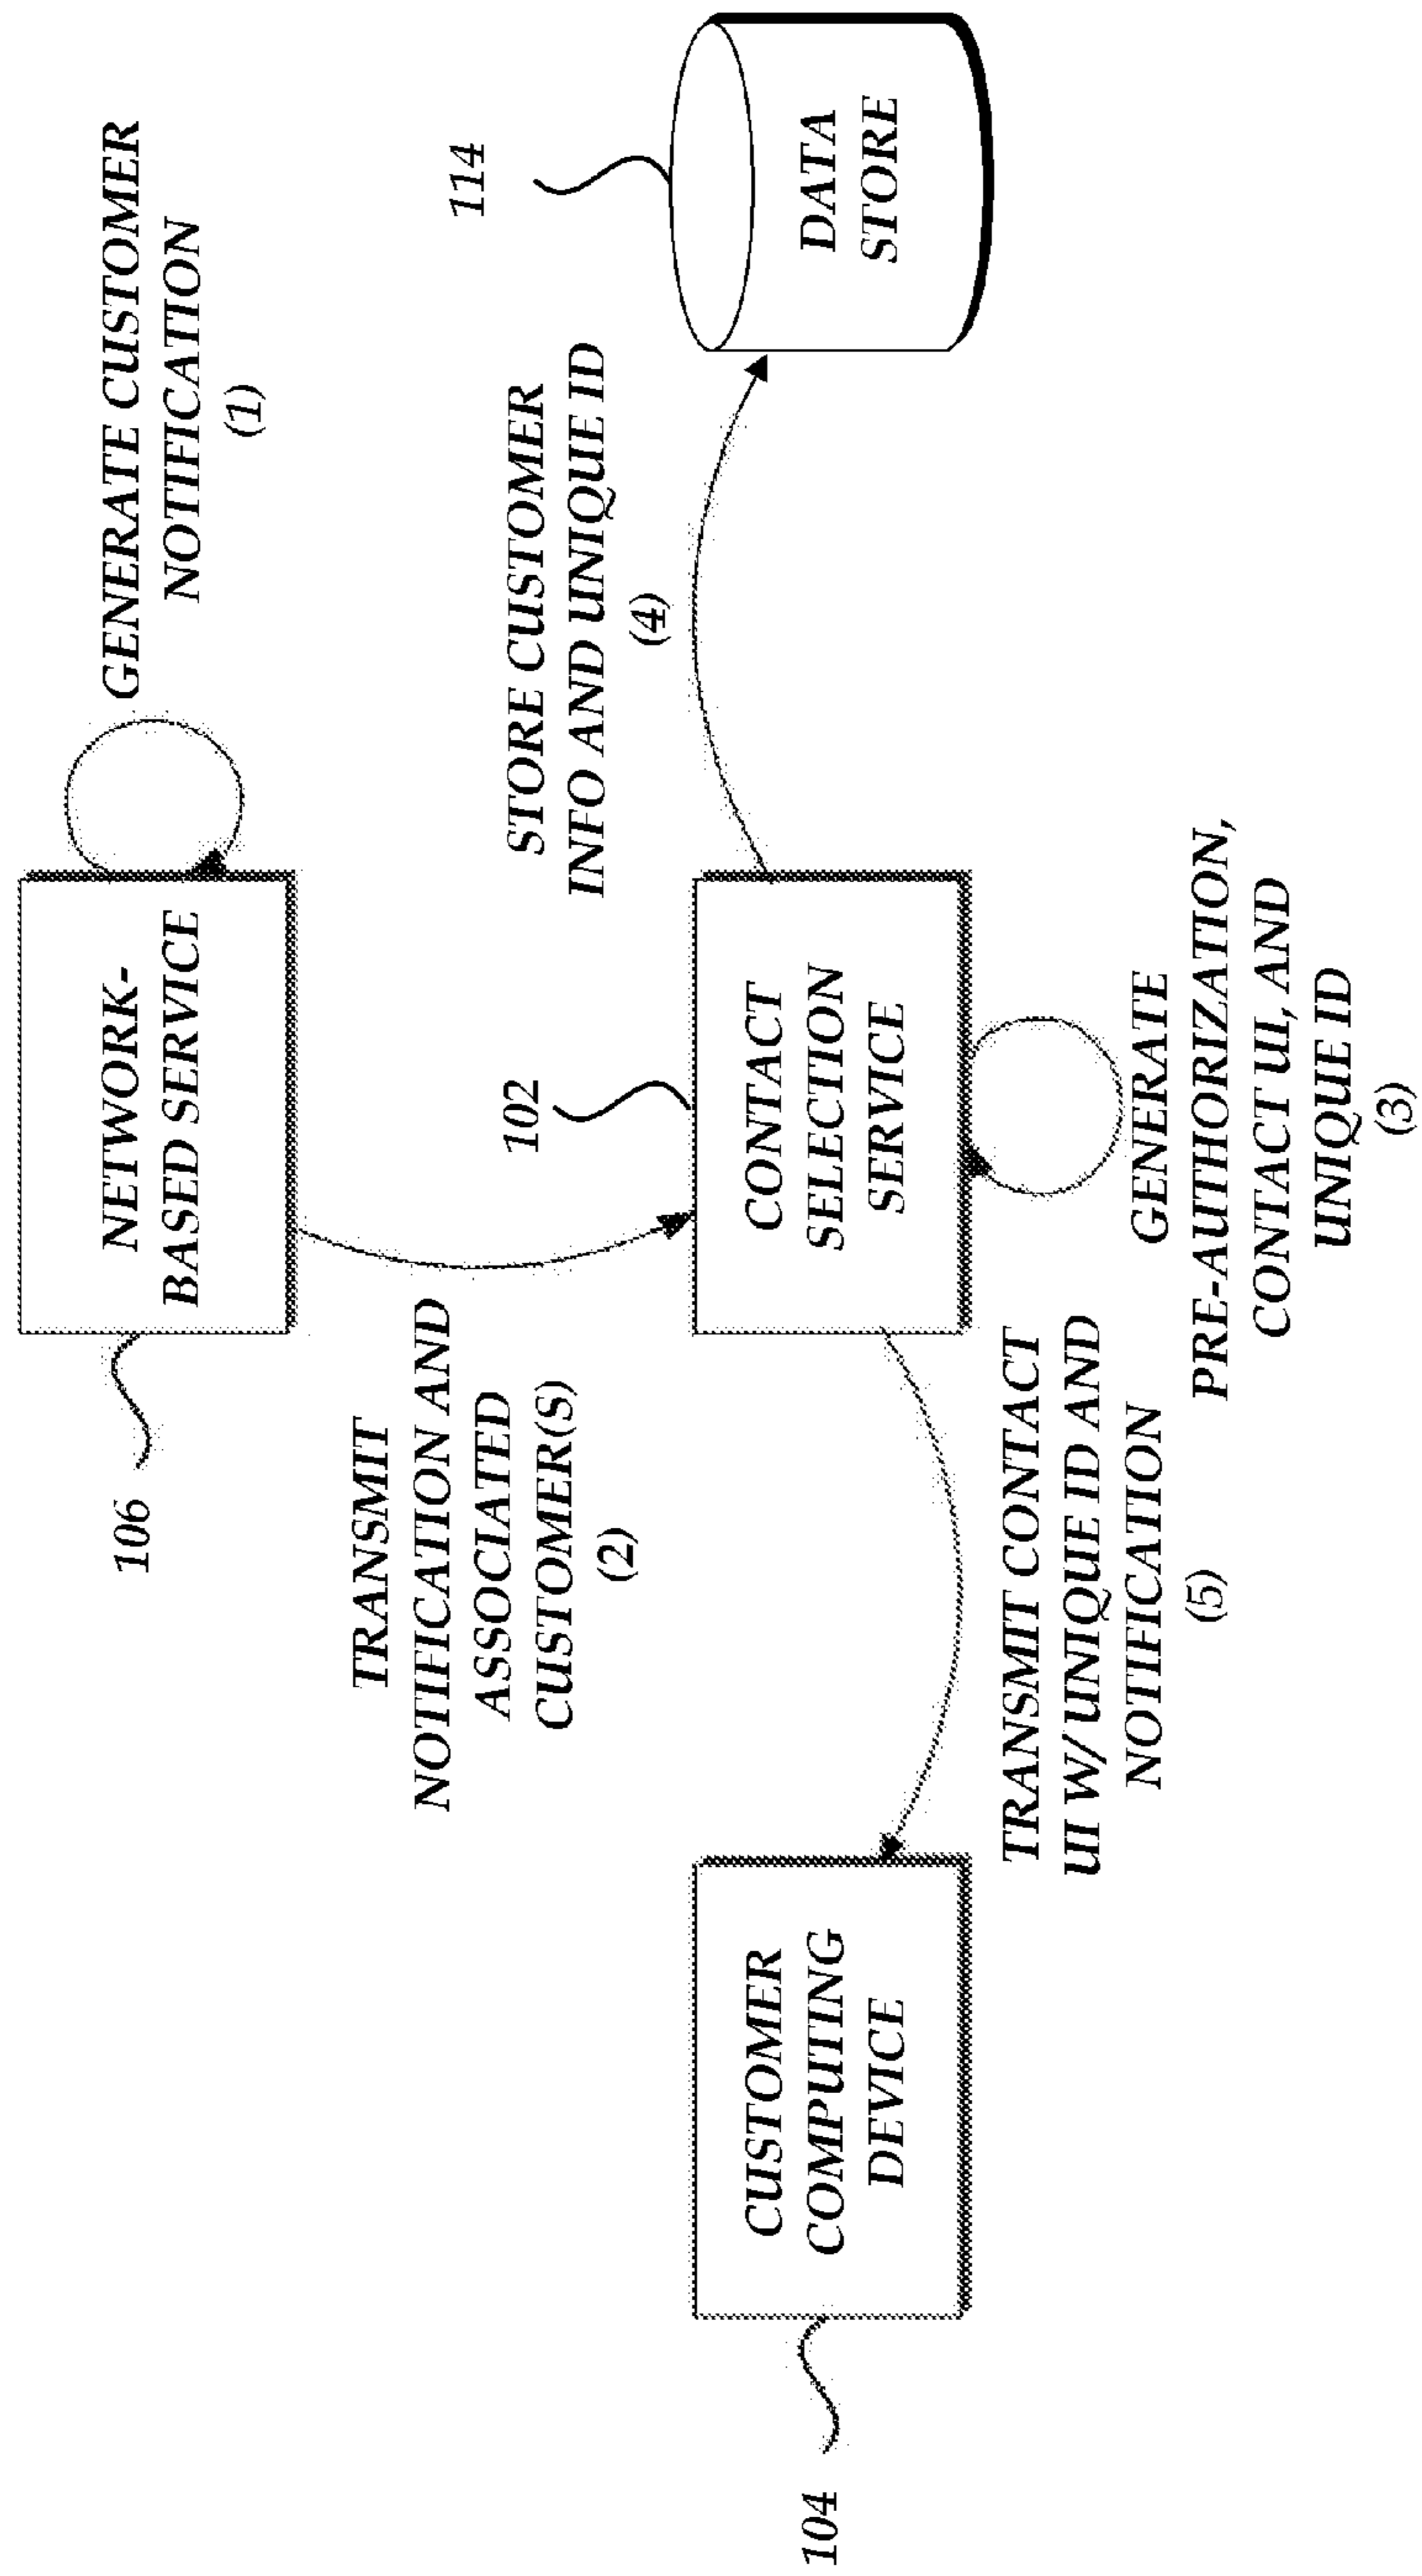 GENERATE CUSTOMER
NOTIFICATION
(1)
NETWORK-
BASED SERVICE
106
TRANSMIT
NOTIFICATION AND
ASSOCIATED
CUSTOMER(S)
(2)
114
STORE CUSTOMER
INFO AND UNIQUE ID
(4)
102
CUSTOMER
COMPUTING
DEVICE
CONTACT
SELECTION
SERVICE
DATA
STORE
104
TRANSMIT CONTACT
UI W/ UNIQUE ID AND
NOTIFICATION
(5)
GENERATE
PRE-AUTHORIZATION,
CONTACT UI, AND
UNIQUE ID
(3)